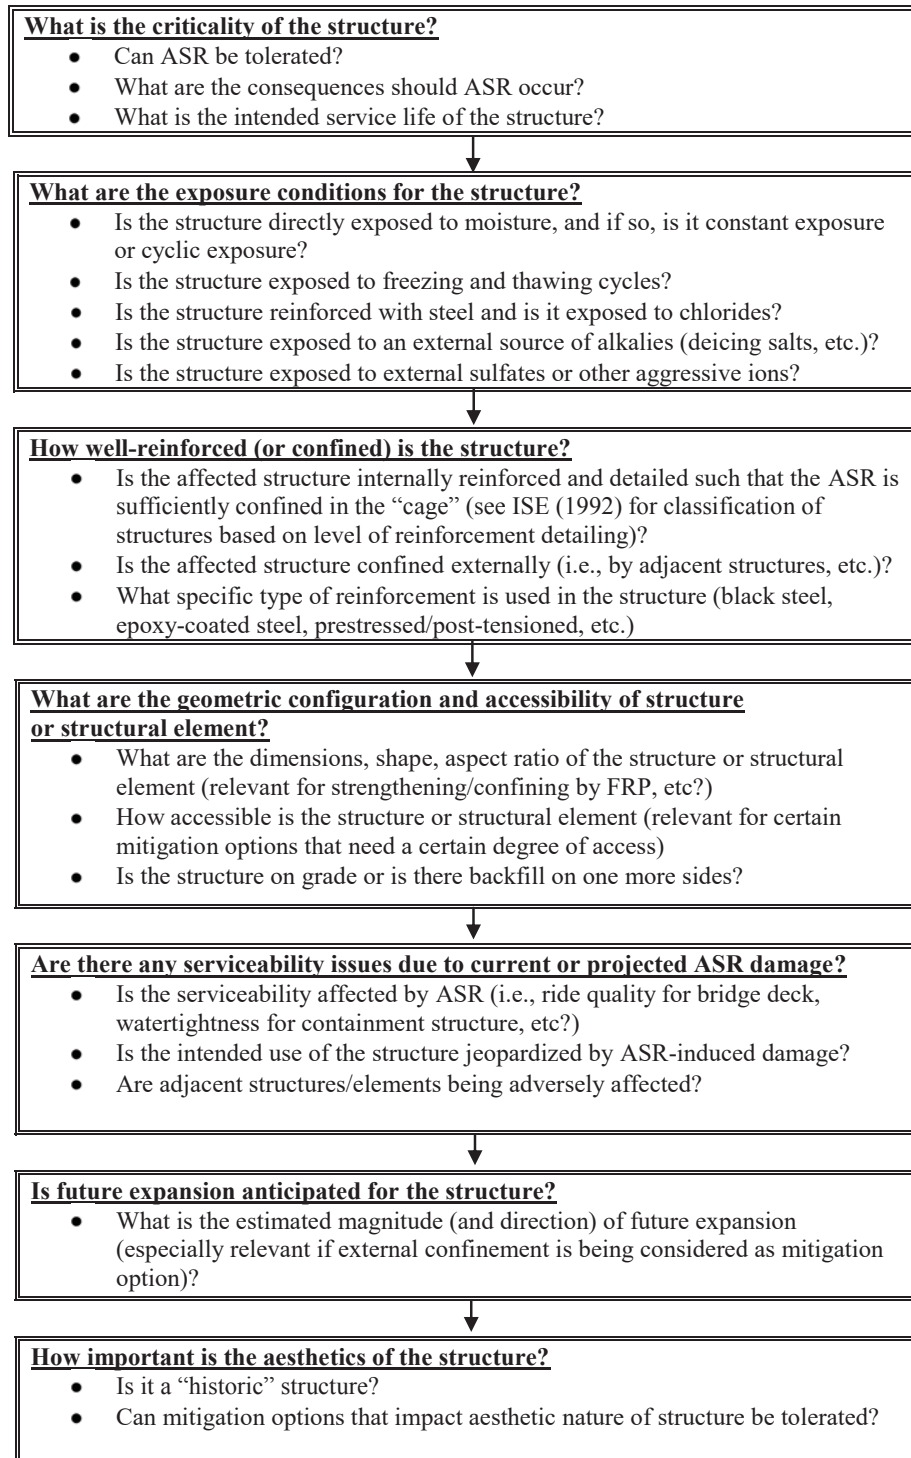 What is the criticality of the structure?
• Can ASR be tolerated?
• What are the consequences should ASR occur?
• What is the intended service life of the structure?
What are the exposure conditions for the structure?
• Is the structure directly exposed to moisture, and if so, is it constant exposure
or cyclic exposure?
• Is the structure exposed to freezing and thawing cycles?
• Is the structure reinforced with steel and is it exposed to chlorides?
• Is the structure exposed to an external source of alkalies (deicing salts, etc.)?
• Is the structure exposed to external sulfates or other aggressive ions?
How well-reinforced (or confined) is the structure?
• Is the affected structure internally reinforced and detailed such that the ASR is
sufficiently confined in the “cage” (see ISE (1992) for classification of
structures based on level of reinforcement detailing)?
• Is the affected structure confined externally (i.e., by adjacent structures, etc.)?
• What specific type of reinforcement is used in the structure (black steel,
epoxy-coated steel, prestressed/post-tensioned, etc.)
What are the geometric configuration and accessibility of structure
or structural element?
• What are the dimensions, shape, aspect ratio of the structure or structural
element (relevant for strengthening/confining by FRP, etc?)
• How accessible is the structure or structural element (relevant for certain
mitigation options that need a certain degree of access)
• Is the structure on grade or is there backfill on one more sides?
Are there any serviceability issues due to current or projected ASR damage?
• Is the serviceability affected by ASR (i.e., ride quality for bridge deck,
watertightness for containment structure, etc?)
• Is the intended use of the structure jeopardized by ASR-induced damage?
• Are adjacent structures/elements being adversely affected?
Is future expansion anticipated for the structure?
• What is the estimated magnitude (and direction) of future expansion
(especially relevant if external confinement is being considered as mitigation
option)?
How important is the aesthetics of the structure?
• Is it a “historic” structure?
• Can mitigation options that impact aesthetic nature of structure be tolerated?